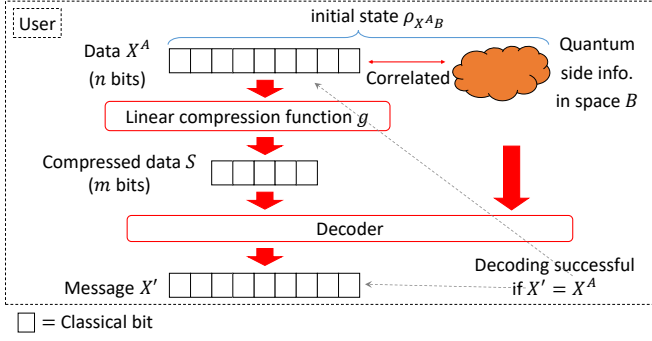 User
initial state ρ_{X^A B}
Data X^A
(n bits)
Correlated
Quantum
side info.
in space B
Linear compression function g
Compressed data S
(m bits)
Decoder
Message X′
Decoding successful
if X′ = X^A
= Classical bit